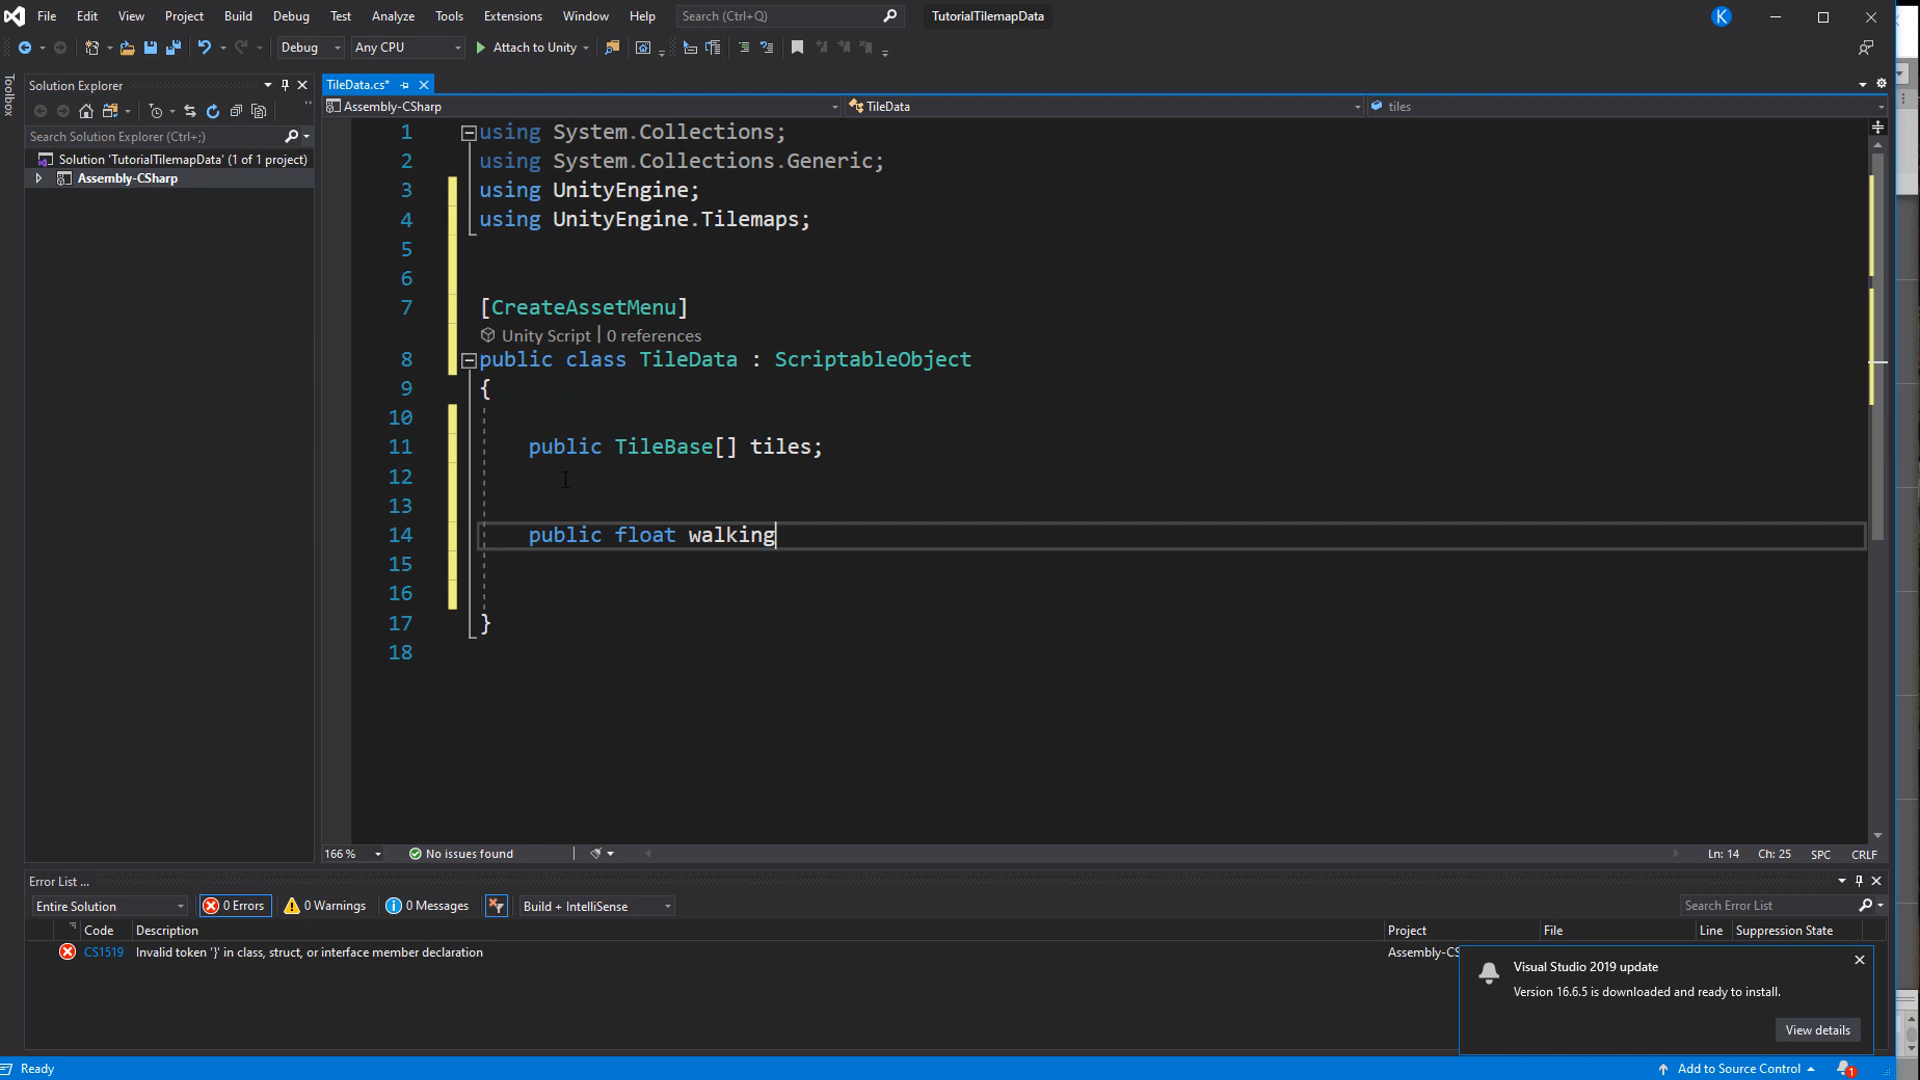 File Edit View Project Build Debug Test Analyze Tools Extensions Window Help Search (Ctrl+Q) TutorialTilemapData K
Debug Any CPU Attach to Unity
Toolbox
Solution Explorer
Search Solution Explorer (Ctrl+;)
Solution 'TutorialTilemapData' (1 of 1 project)
Assembly-CSharp
TileData.cs*
Assembly-CSharp TileData tiles
1 using System.Collections;
2 using System.Collections.Generic;
3 using UnityEngine;
4 using UnityEngine.Tilemaps;
5
6
7 [CreateAssetMenu]
Unity Script | 0 references
8 public class TileData : ScriptableObject
9 {
10
11 public TileBase[] tiles;
12
13
14 public float walking
15
16
17 }
18
166 % No issues found Ln: 14 Ch: 25 SPC CRLF
Error List ...
Entire Solution 0 Errors 0 Warnings 0 Messages Build + IntelliSense Search Error List
Code Description Project File Line Suppression State
CS1519 Invalid token '}' in class, struct, or interface member declaration Assembly-CS
Visual Studio 2019 update
Version 16.6.5 is downloaded and ready to install.
View details
Ready Add to Source Control 1